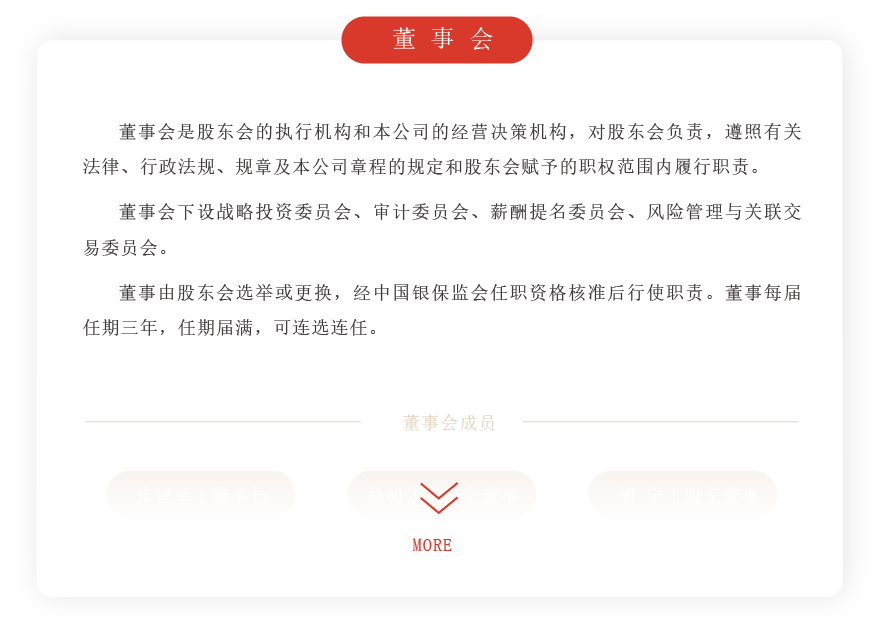 董事会
董事会是股东会的执行机构和本公司的经营决策机构，对股东会负责，遵照有关
法律、行政法规、规章及本公司章程的规定和股东会赋予的职权范围内履行职责。
董事会下设战略投资委员会、审计委员会、薪酬提名委员会、风险管理与关联交
易委员会。
董事由股东会选举或更换，经中国银保监会任职资格核准后行使职责。董事每届
任期三年，任期届满，可连选连任。
董事会成员
董事长
股东董事
MORE